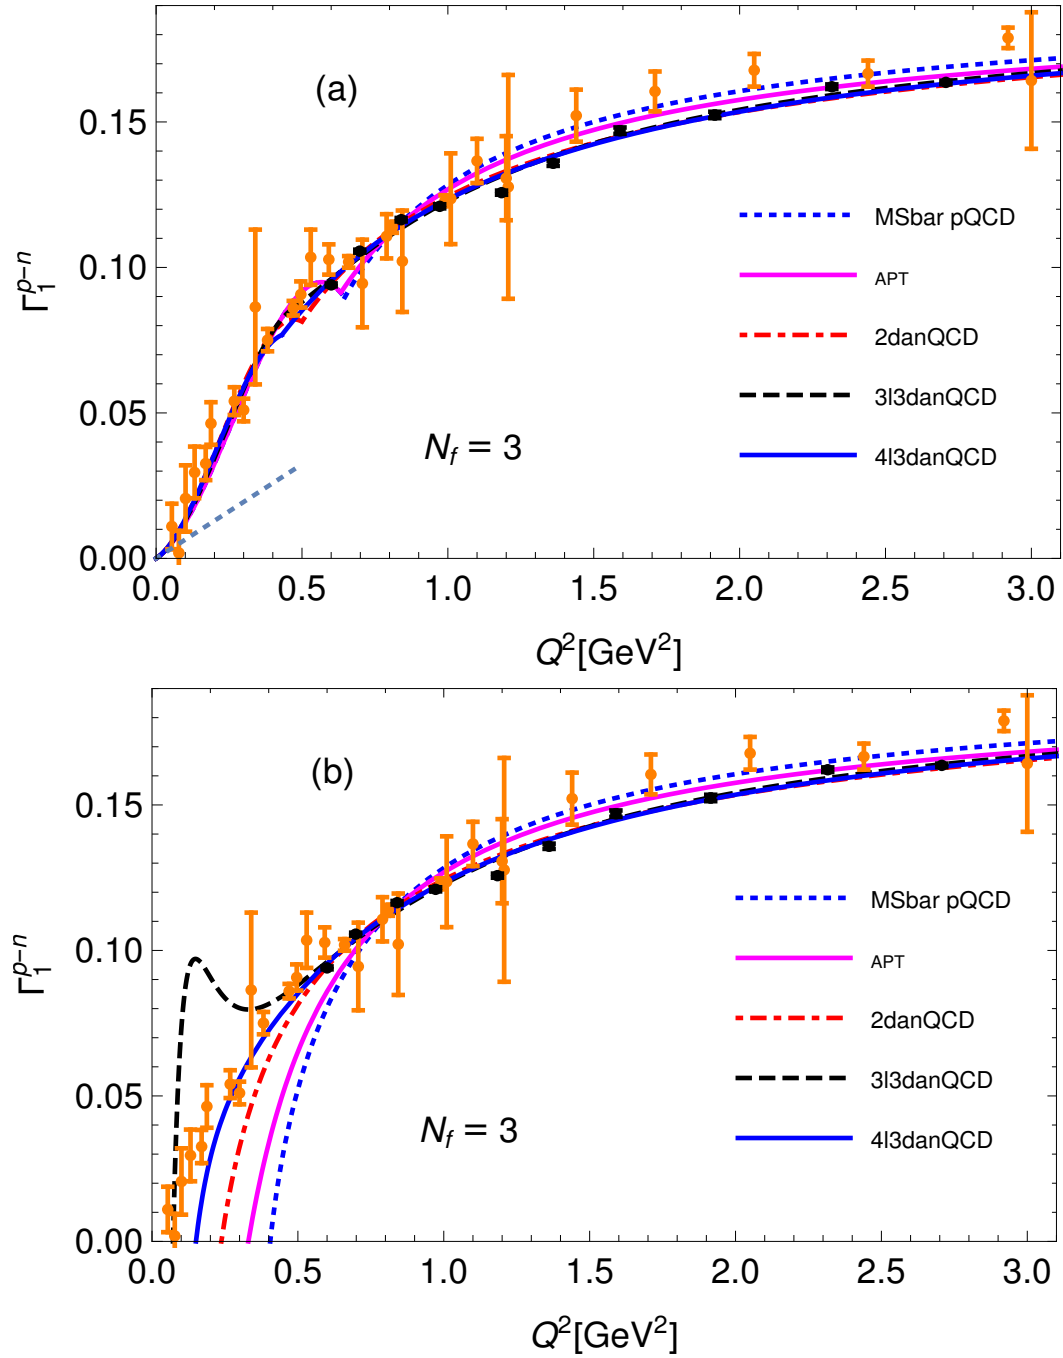 (a)
0.15
0.10
0.05
0.00
Γ₁ᵖ⁻ⁿ
MSbar pQCD
APT
2danQCD
3l3danQCD
4l3danQCD
N_f = 3
0.0 0.5 1.0 1.5 2.0 2.5 3.0
Q²[GeV²]
(b)
0.15
0.10
0.05
0.00
Γ₁ᵖ⁻ⁿ
MSbar pQCD
APT
2danQCD
3l3danQCD
4l3danQCD
N_f = 3
0.0 0.5 1.0 1.5 2.0 2.5 3.0
Q²[GeV²]